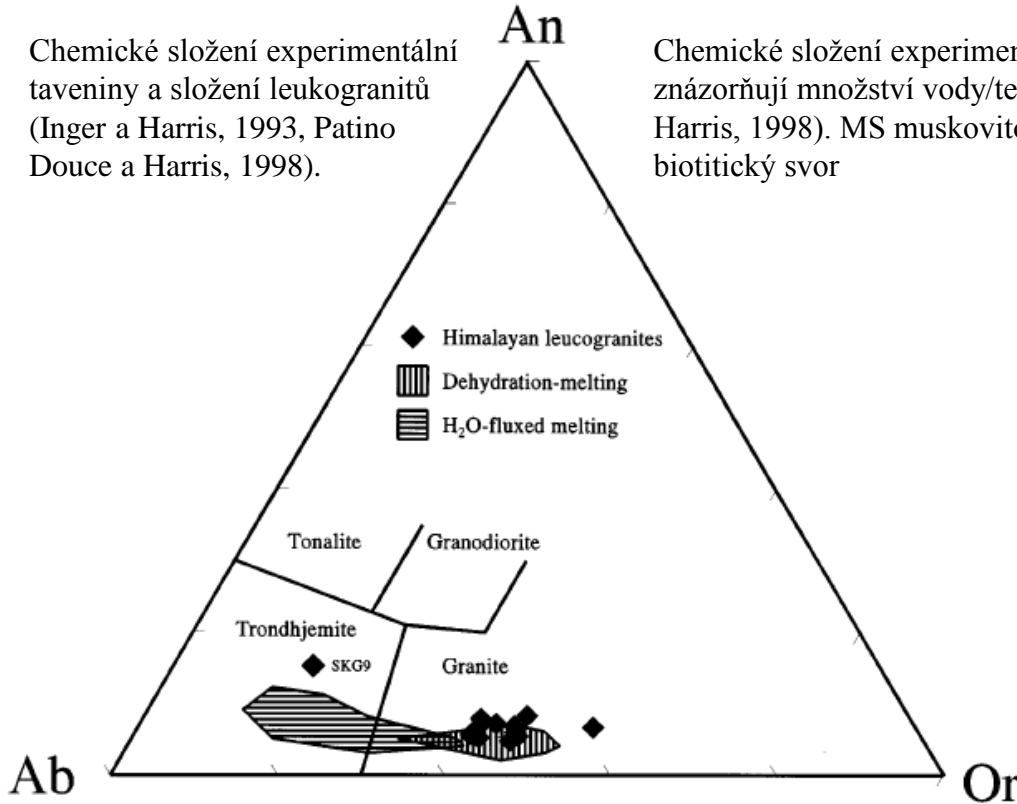 Chemické složení experimentální
taveniny a složení leukogranitů
(Inger a Harris, 1993, Patino
Douce a Harris, 1998).
An
Chemické složení experimen
znázorňují množství vody/te
Harris, 1998). MS muskovit
biotitický svor
Himalayan leucogranites
Dehydration-melting
H₂O-fluxed melting
Tonalite
Granodiorite
Trondhjemite
SKG9
Granite
Ab
Or